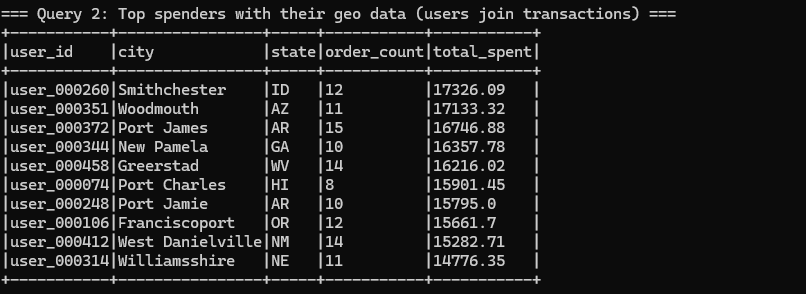 === Query 2: Top spenders with their geo data (users join transactions) ===
+-----------+----------------+-----+-----------+-----------+
|user_id    |city            |state|order_count|total_spent|
+-----------+----------------+-----+-----------+-----------+
|user_000260|Smithchester    |ID   |12         |17326.09   |
|user_000351|Woodmouth       |AZ   |11         |17133.32   |
|user_000372|Port James      |AR   |15         |16746.88   |
|user_000344|New Pamela      |GA   |10         |16357.78   |
|user_000458|Greerstad       |WV   |14         |16216.02   |
|user_000074|Port Charles    |HI   |8          |15901.45   |
|user_000248|Port Jamie      |AR   |10         |15795.0    |
|user_000106|Franciscoport   |OR   |12         |15661.7    |
|user_000412|West Danielville|NM   |14         |15282.71   |
|user_000314|Williamsshire   |NE   |11         |14776.35   |
+-----------+----------------+-----+-----------+-----------+